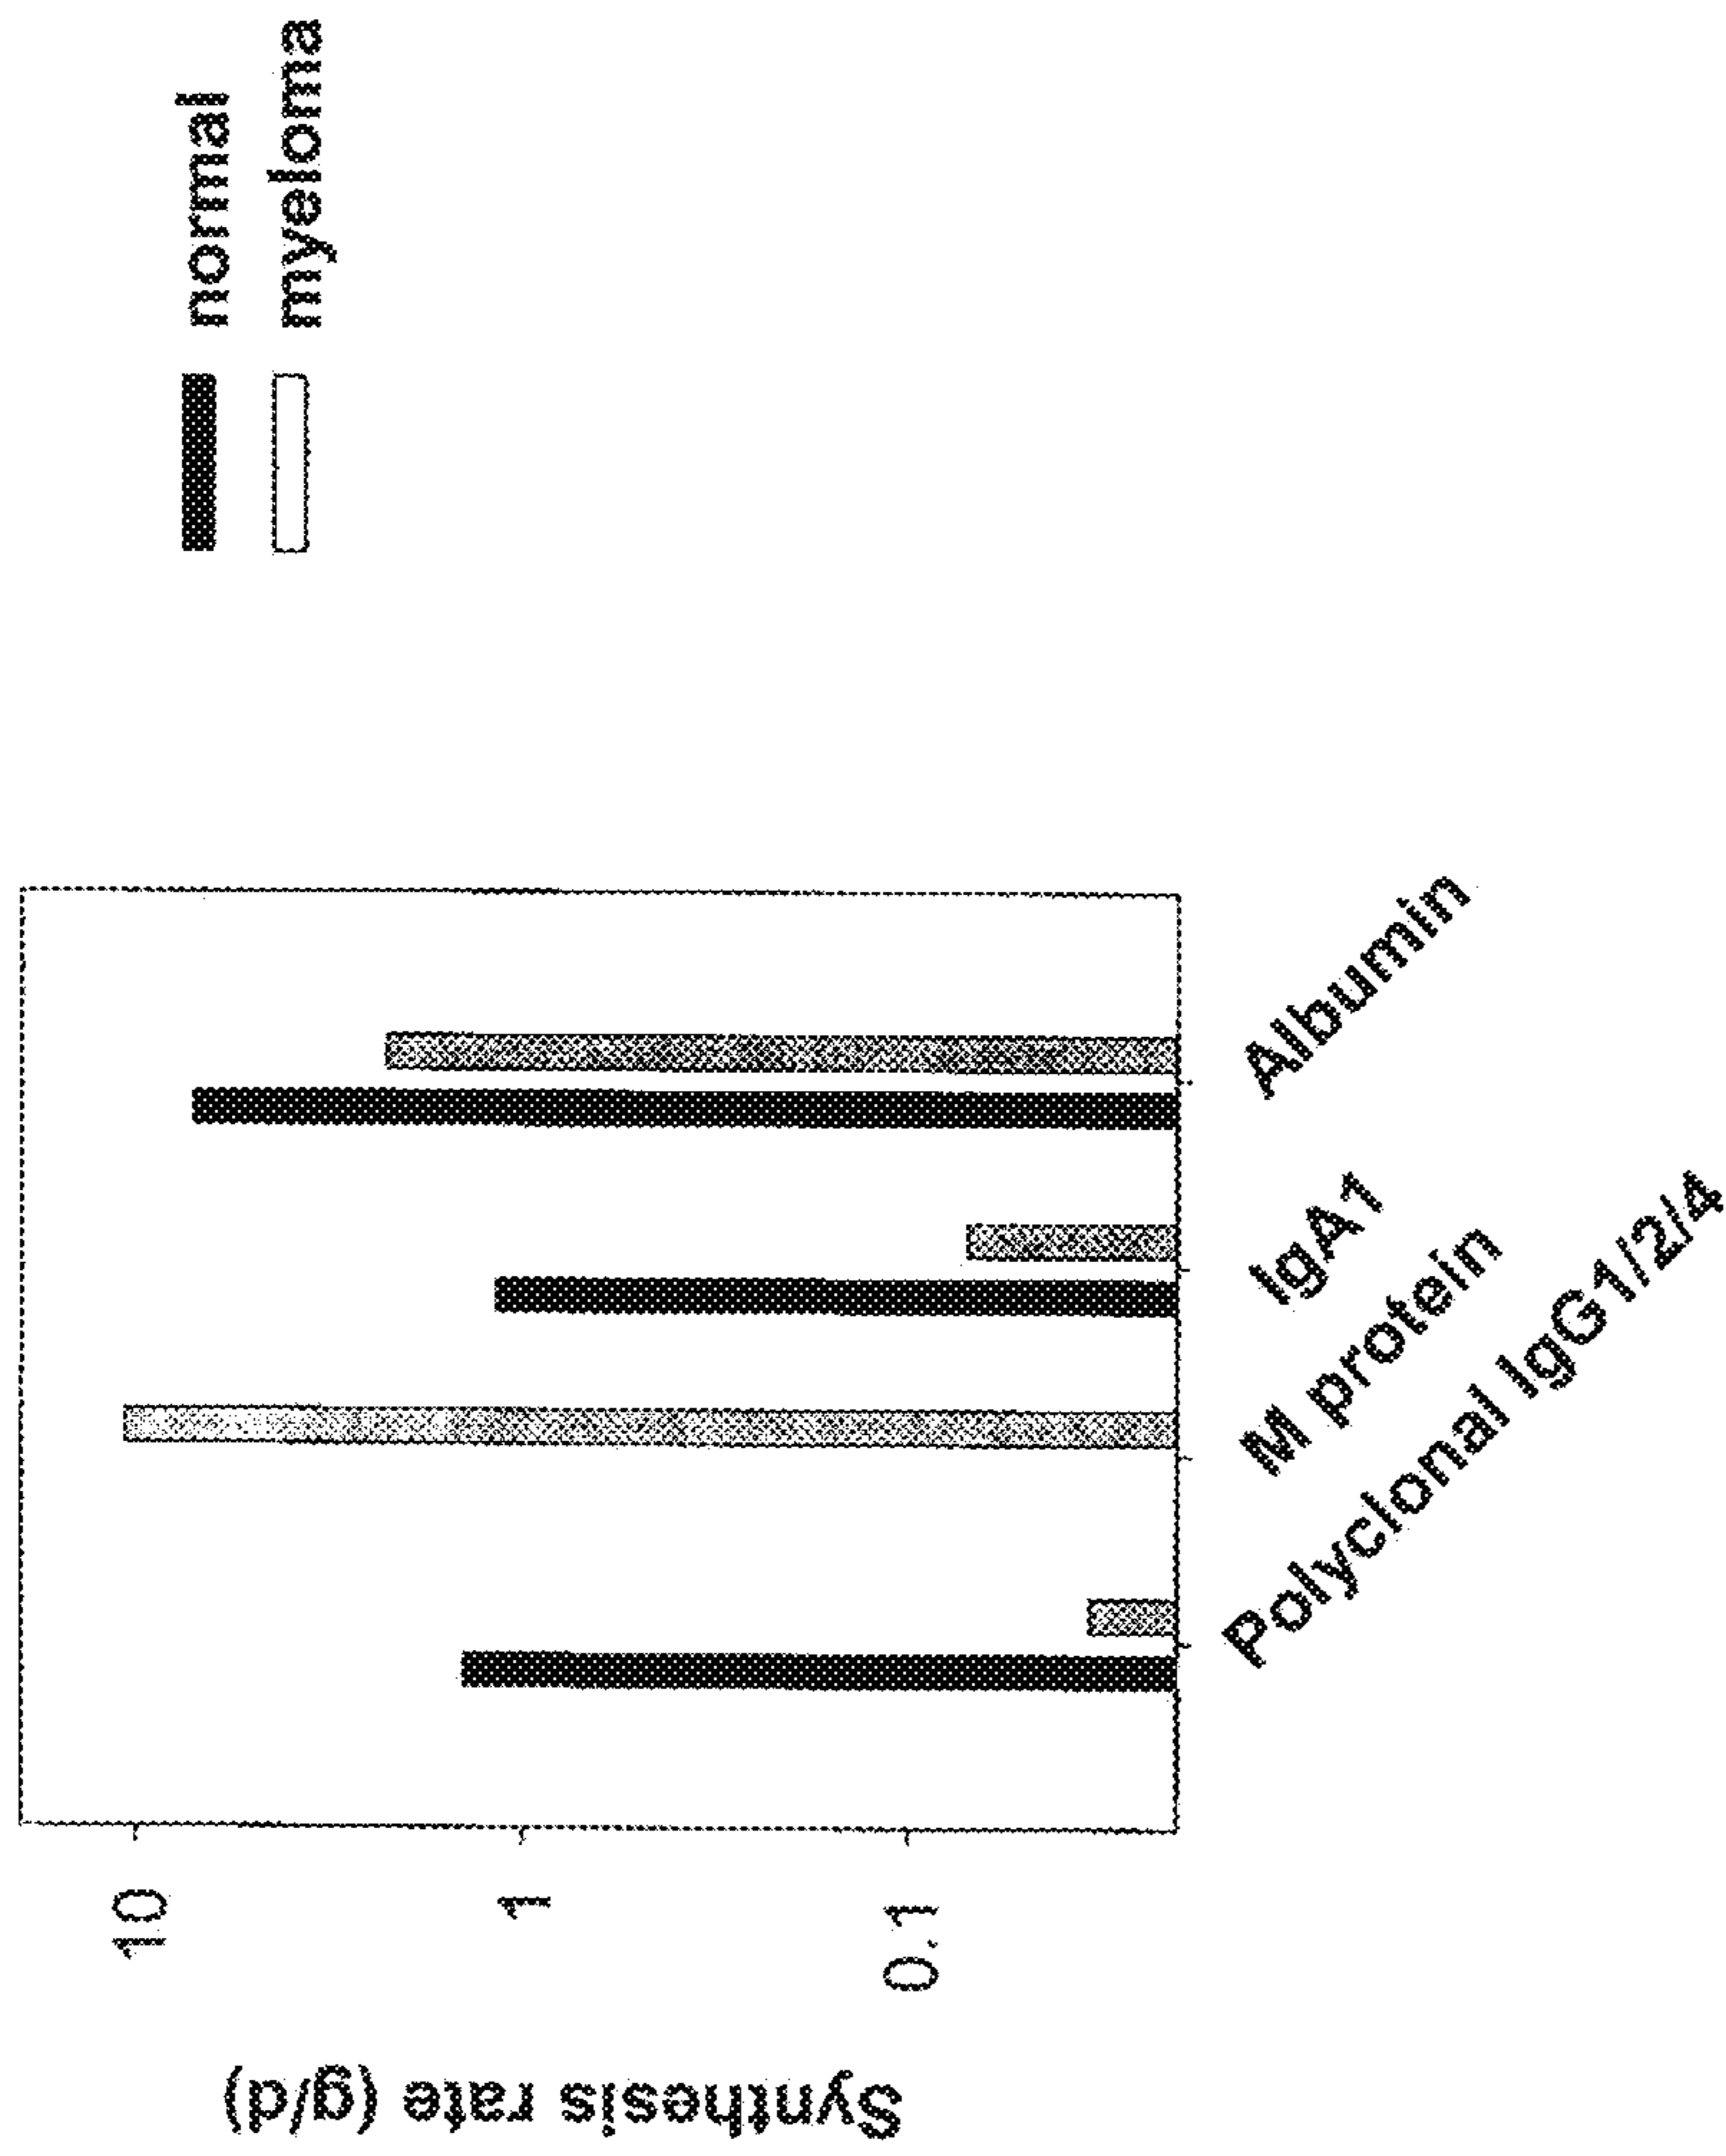 normal
myeloma
Synthesis rate (g/d)
10
1
0.1
Polyclonal IgG1/2/4
M protein
IgA1
Albumin